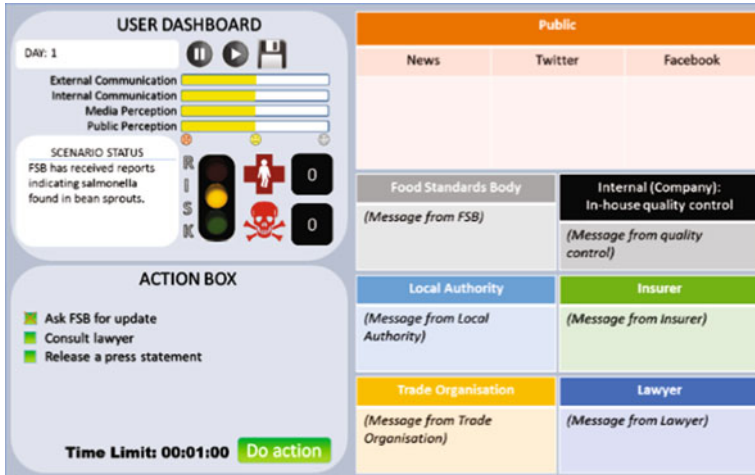 USER DASHBOARD
DAY: 1
External Communication
Internal Communication
Media Perception
Public Perception
SCENARIO STATUS
FSB has received reports
indicating salmonella
found in bean sprouts.
RISK
0
0
ACTION BOX
Ask FSB for update
Consult lawyer
Release a press statement
Time Limit: 00:01:00
Do action
Public
News
Twitter
Facebook
Food Standards Body
(Message from FSB)
Internal (Company):
In-house quality control
(Message from quality
control)
Local Authority
(Message from Local
Authority)
Insurer
(Message from Insurer)
Trade Organisation
(Message from Trade
Organisation)
Lawyer
(Message from Lawyer)